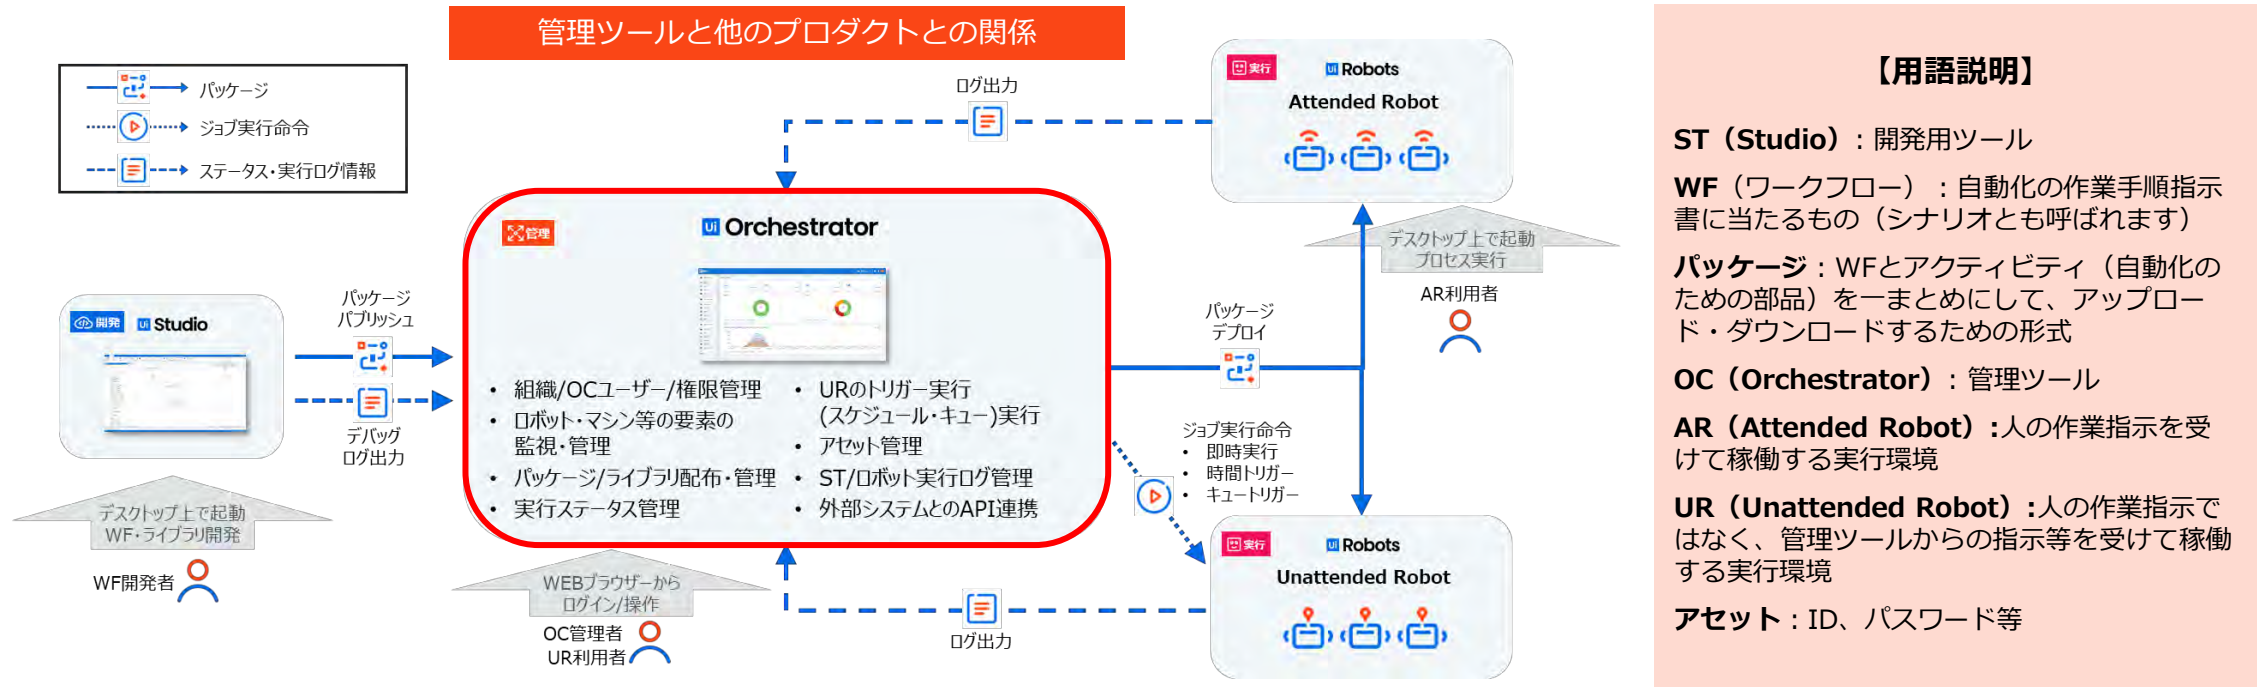 管理ツールと他のプロダクトとの関係
パッケージ
ジョブ実行命令
ステータス・実行ログ情報
開発
Ui Studio
WF開発者
デスクトップ上で起動
WF・ライブラリ開発
パッケージ
パブリッシュ
デバッグ
ログ出力
管理
Ui Orchestrator
• 組織/OCユーザー/権限管理
• ロボット・マシン等の要素の
監視・管理
• パッケージ/ライブラリ配布・管理
• 実行ステータス管理
• URのトリガー実行
(スケジュール・キュー)実行
• アセット管理
• ST/ロボット実行ログ管理
• 外部システムとのAPI連携
WEBブラウザーから
ログイン/操作
OC管理者
UR利用者
ログ出力
実行
Ui Robots
Attended Robot
デスクトップ上で起動
プロセス実行
AR利用者
パッケージ
デプロイ
ジョブ実行命令
• 即時実行
• 時間トリガー
• キュートリガー
実行
Ui Robots
Unattended Robot
ログ出力
【用語説明】
ST（Studio）：開発用ツール
WF（ワークフロー）：自動化の作業手順指示
書に当たるもの（シナリオとも呼ばれます）
パッケージ：WFとアクティビティ（自動化の
ための部品）を一まとめにして、アップロー
ド・ダウンロードするための形式
OC（Orchestrator）：管理ツール
AR（Attended Robot）:人の作業指示を受
けて稼働する実行環境
UR（Unattended Robot）:人の作業指示で
はなく、管理ツールからの指示等を受けて稼働
する実行環境
アセット：ID、パスワード等